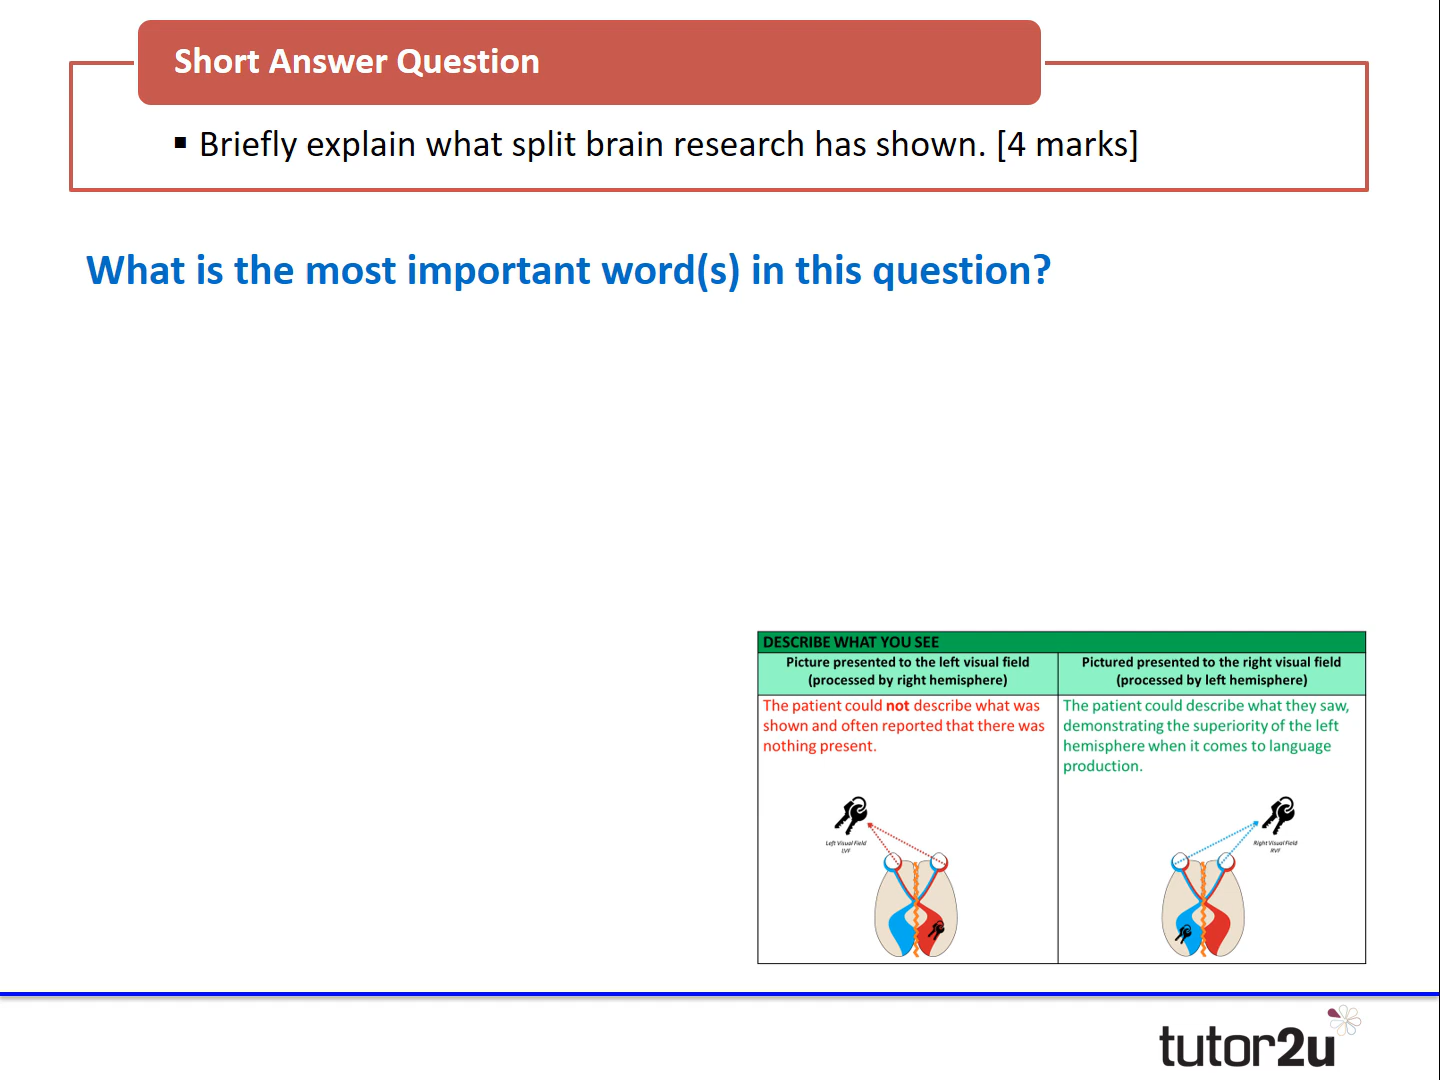 Short Answer Question
▪ Briefly explain what split brain research has shown. [4 marks]
What is the most important word(s) in this question?
DESCRIBE WHAT YOU SEE
Picture presented to the left visual field
(processed by right hemisphere)
Pictured presented to the right visual field
(processed by left hemisphere)
The patient could not describe what was
shown and often reported that there was
nothing present.
The patient could describe what they saw,
demonstrating the superiority of the left
hemisphere when it comes to language
production.
Left Visual Field
LVF
Right Visual Field
RVF
tutor2u